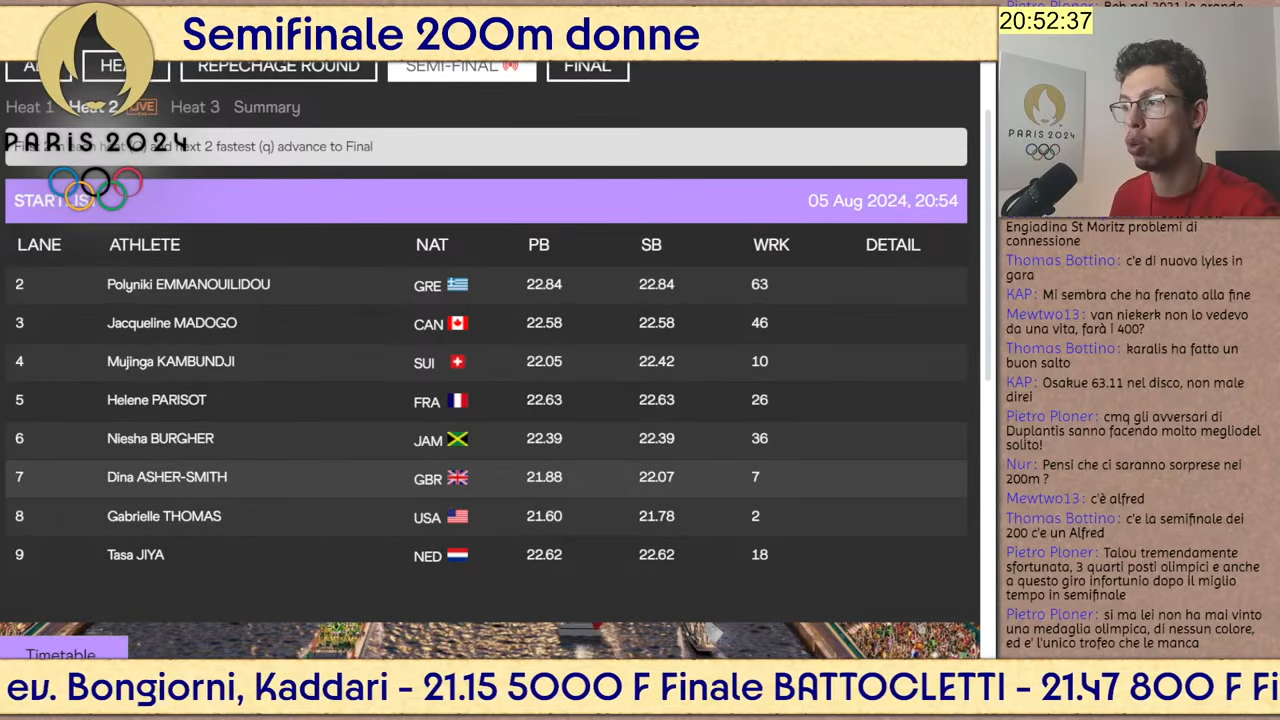 Semifinale 200m donne
20:52:37
REPECHAGE ROUND
SEMI-FINAL
FINAL
Heat 1
Heat 2
LIVE
Heat 3
Summary
PARIS 2024
next 2 fastest (q) advance to Final
05 Aug 2024, 20:54
LANE ATHLETE NAT PB SB WRK DETAIL
2 Polyniki EMMANOUILIDOU GRE 22.84 22.84 63
3 Jacqueline MADOGO CAN 22.58 22.58 46
4 Mujinga KAMBUNDJI SUI 22.05 22.42 10
5 Helene PARISOT FRA 22.63 22.63 26
6 Niesha BURGHER JAM 22.39 22.39 36
7 Dina ASHER-SMITH GBR 21.88 22.07 7
8 Gabrielle THOMAS USA 21.60 21.78 2
9 Tasa JIYA NED 22.62 22.62 18
Timetable
PARIS 2024
Engiadina St Moritz problemi di
connessione
Thomas Bottino: c'e di nuovo lyles in
gara
KAP: Mi sembra che ha frenato alla fine
Mewtwo13: van niekerk non lo vedevo
da una vita, farà i 400?
Thomas Bottino: karalis ha fatto un
buon salto
KAP: Osakue 63.11 nel disco, non male
direi
Pietro Ploner: cmq gli avversari di
Duplantis sanno facendo molto megliodel
solito!
Nur: Pensi che ci saranno sorprese nei
200m ?
Mewtwo13: c'è alfred
Thomas Bottino: c'e la semifinale dei
200 c'e un Alfred
Pietro Ploner: Talou tremendamente
sfortunata, 3 quarti posti olimpici e anche
a questo giro infortunio dopo il miglio
tempo in semifinale
Pietro Ploner: si ma lei non ha mai vinto
una medaglia olimpica, di nessun colore,
ed e' l'unico trofeo che le manca
ev. Bongiorni, Kaddari - 21.15 5000 F Finale BATTOCLETTI - 21.47 800 F Fi